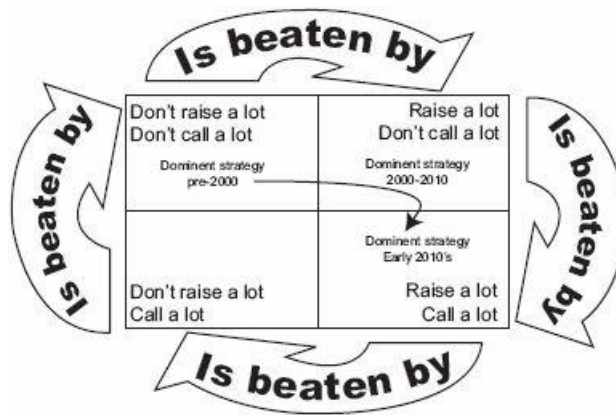 Is beaten by
Don't raise a lot
Don't call a lot
Dominent strategy
pre-2000
Raise a lot
Don't call a lot
Dominent strategy
2000-2010
Is beaten by
Is beaten by
Dominent strategy
Early 2010's
Don't raise a lot
Call a lot
Raise a lot
Call a lot
Is beaten by